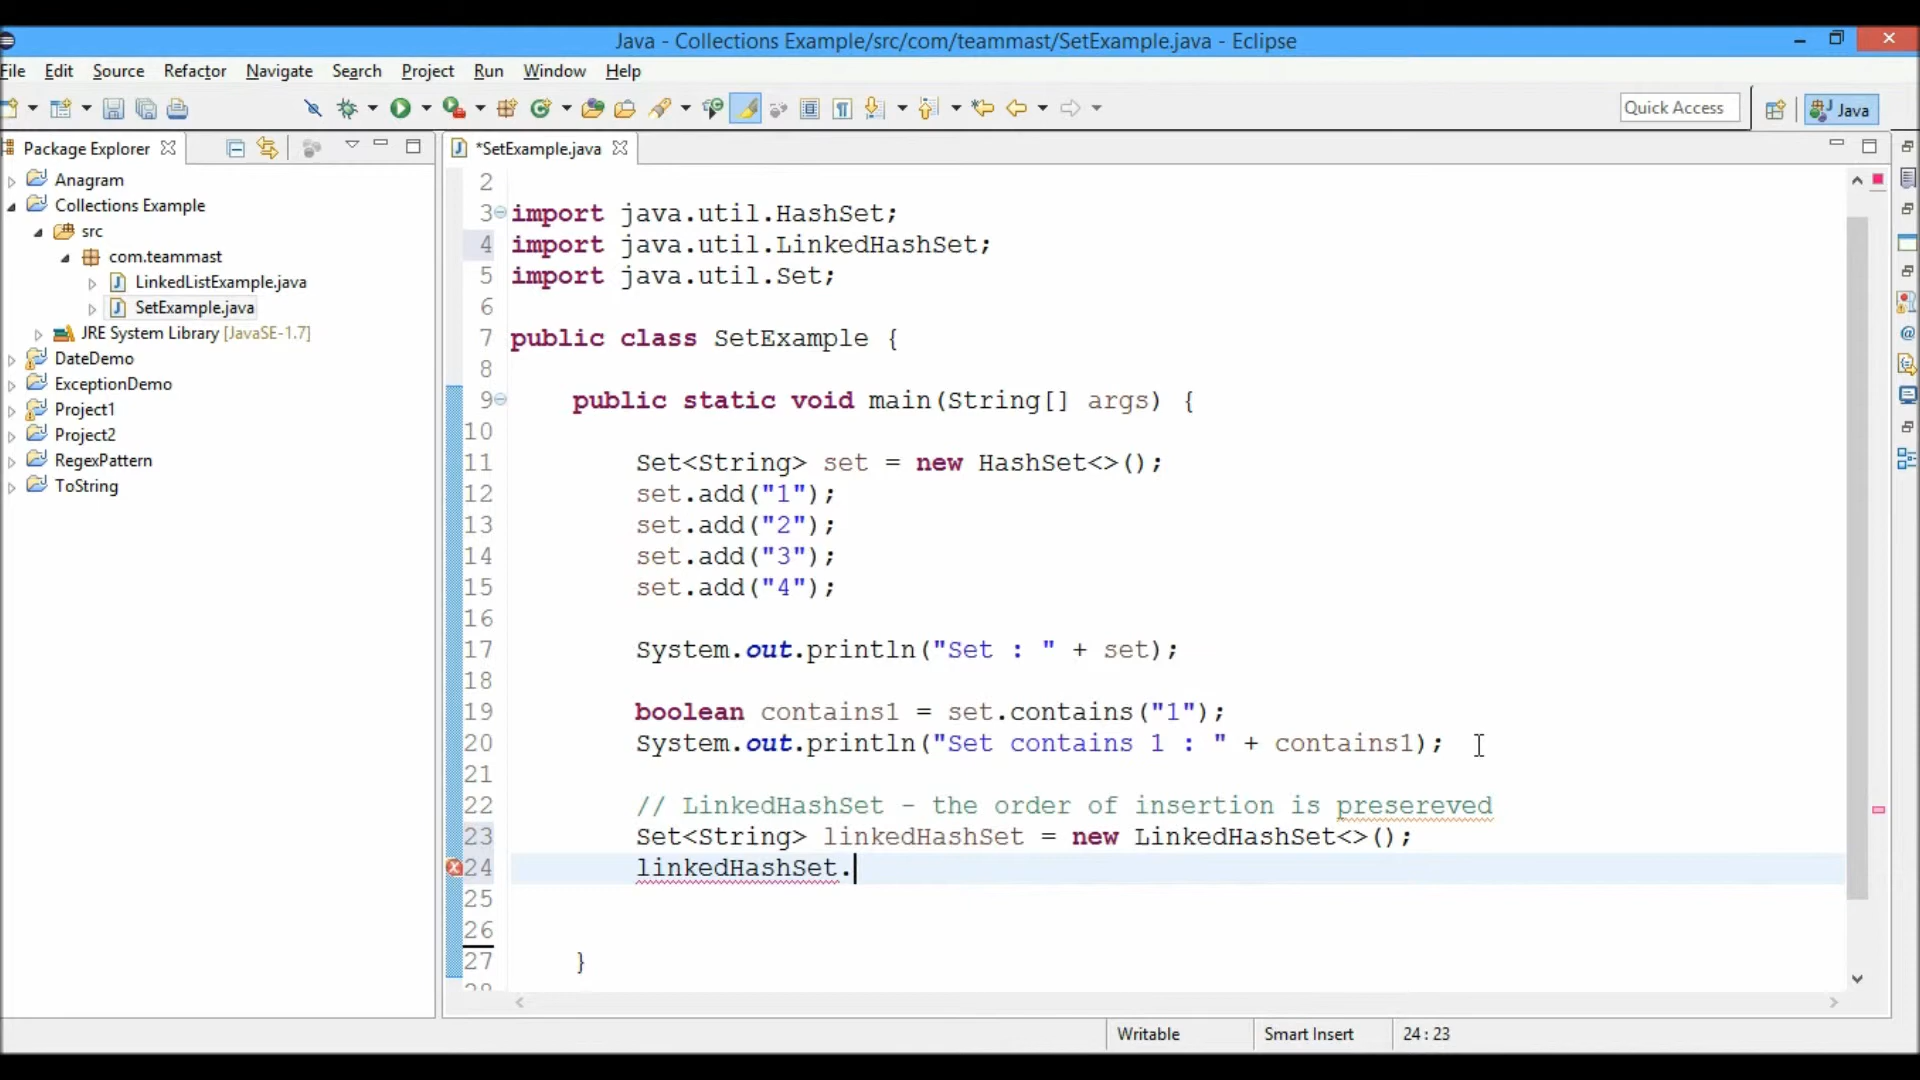 Java - Collections Example/src/com/teammast/SetExample.java - Eclipse
File Edit Source Refactor Navigate Search Project Run Window Help
Quick Access
Java
Package Explorer
Anagram
Collections Example
src
com.teammast
LinkedListExample.java
SetExample.java
JRE System Library [JavaSE-1.7]
DateDemo
ExceptionDemo
Project1
Project2
RegexPattern
ToString
*SetExample.java
2
3 import java.util.HashSet;
4 import java.util.LinkedHashSet;
5 import java.util.Set;
6
7 public class SetExample {
8
9 public static void main(String[] args) {
10
11 Set<String> set = new HashSet<>();
12 set.add("1");
13 set.add("2");
14 set.add("3");
15 set.add("4");
16
17 System.out.println("Set : " + set);
18
19 boolean contains1 = set.contains("1");
20 System.out.println("Set contains 1 : " + contains1);
21
22 // LinkedHashSet - the order of insertion is presereved
23 Set<String> linkedHashSet = new LinkedHashSet<>();
24 linkedHashSet.
25
26
27 }
28
Writable Smart Insert 24 : 23